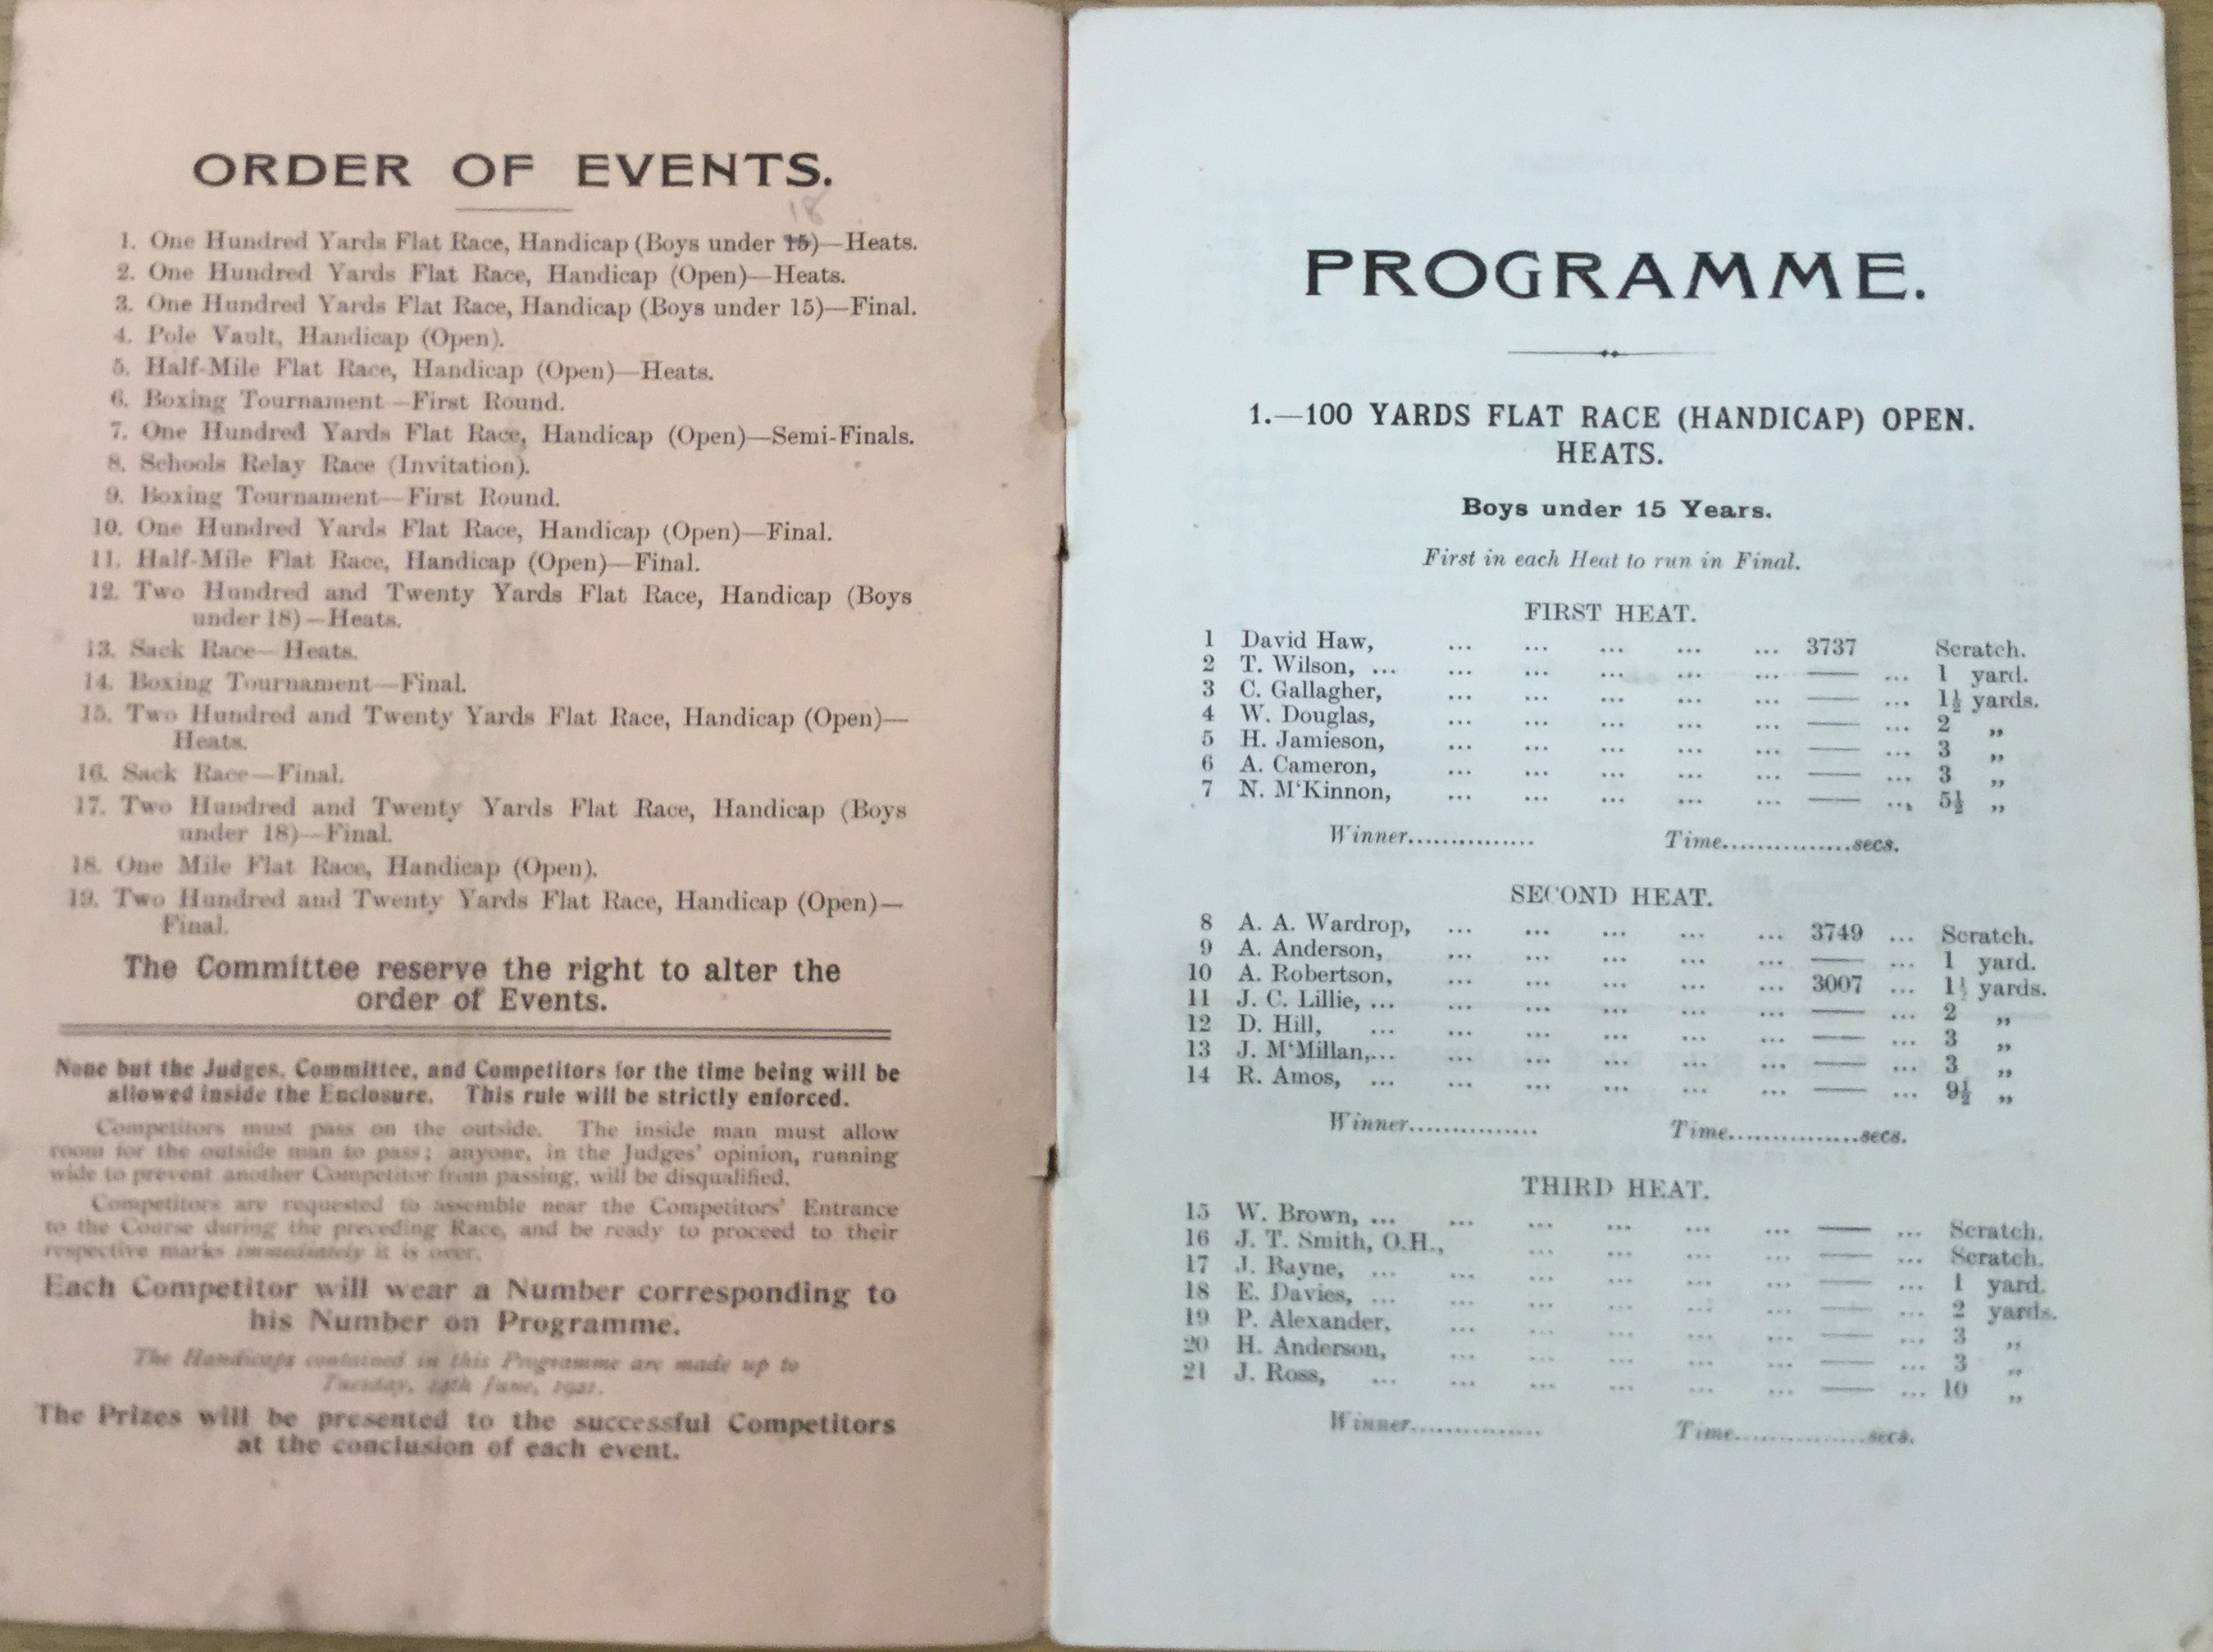 ORDER OF EVENTS.
18
1. One Hundred Yards Flat Race, Handicap (Boys under 15)—Heats.
2. One Hundred Yards Flat Race, Handicap (Open)—Heats.
3. One Hundred Yards Flat Race, Handicap (Boys under 15)—Final.
4. Pole Vault, Handicap (Open).
5. Half-Mile Flat Race, Handicap (Open)—Heats.
6. Boxing Tournament—First Round.
7. One Hundred Yards Flat Race, Handicap (Open)—Semi-Finals.
8. Schools Relay Race (Invitation).
9. Boxing Tournament—First Round.
10. One Hundred Yards Flat Race, Handicap (Open)—Final.
11. Half-Mile Flat Race, Handicap (Open)—Final.
12. Two Hundred and Twenty Yards Flat Race, Handicap (Boys
under 18)—Heats.
13. Sack Race—Heats.
14. Boxing Tournament—Final.
15. Two Hundred and Twenty Yards Flat Race, Handicap (Open)—
Heats.
16. Sack Race—Final.
17. Two Hundred and Twenty Yards Flat Race, Handicap (Boys
under 18)—Final.
18. One Mile Flat Race, Handicap (Open).
19. Two Hundred and Twenty Yards Flat Race, Handicap (Open)—
Final.
The Committee reserve the right to alter the
order of Events.
None but the Judges, Committee, and Competitors for the time being will be
allowed inside the Enclosure. This rule will be strictly enforced.
Competitors must pass on the outside. The inside man must allow
room for the outside man to pass; anyone, in the Judges' opinion, running
wide to prevent another Competitor from passing, will be disqualified.
Competitors are requested to assemble near the Competitors' Entrance
to the Course during the preceding Race, and be ready to proceed to their
respective marks immediately it is over.
Each Competitor will wear a Number corresponding to
his Number on Programme.
The Handicaps contained in this Programme are made up to
Tuesday, 14th June, 1921.
The Prizes will be presented to the successful Competitors
at the conclusion of each event.
PROGRAMME.
1.—100 YARDS FLAT RACE (HANDICAP) OPEN.
HEATS.
Boys under 15 Years.
First in each Heat to run in Final.
FIRST HEAT.
1 David Haw, ... ... ... ... ... 3737 Scratch.
2 T. Wilson, ... ... ... ... ... ... —— ... 1 yard.
3 C. Gallagher, ... ... ... ... ... —— ... 1½ yards.
4 W. Douglas, ... ... ... ... ... —— ... 2 „
5 H. Jamieson, ... ... ... ... ... —— ... 3 „
6 A. Cameron, ... ... ... ... ... —— ... 3 „
7 N. M‘Kinnon, ... ... ... ... ... —— ... 5½ „
Winner............... Time...............secs.
SECOND HEAT.
8 A. A. Wardrop, ... ... ... ... ... 3749 ... Scratch.
9 A. Anderson, ... ... ... ... ... —— ... 1 yard.
10 A. Robertson, ... ... ... ... ... 3007 ... 1½ yards.
11 J. C. Lillie, ... ... ... ... ... ... —— ... 2 „
12 D. Hill, ... ... ... ... ... ... —— ... 3 „
13 J. M‘Millan,... ... ... ... ... ... —— ... 3 „
14 R. Amos, ... ... ... ... ... ... —— ... 9½ „
Winner............... Time...............secs.
THIRD HEAT.
15 W. Brown, ... ... ... ... ... ... —— ... Scratch.
16 J. T. Smith, O.H., ... ... ... ... —— ... Scratch.
17 J. Bayne, ... ... ... ... ... ... —— ... 1 yard.
18 E. Davies, ... ... ... ... ... ... —— ... 2 yards.
19 P. Alexander, ... ... ... ... ... —— ... 3 „
20 H. Anderson, ... ... ... ... ... —— ... 3 „
21 J. Ross, ... ... ... ... ... ... —— ... 10 „
Winner............... Time...............secs.